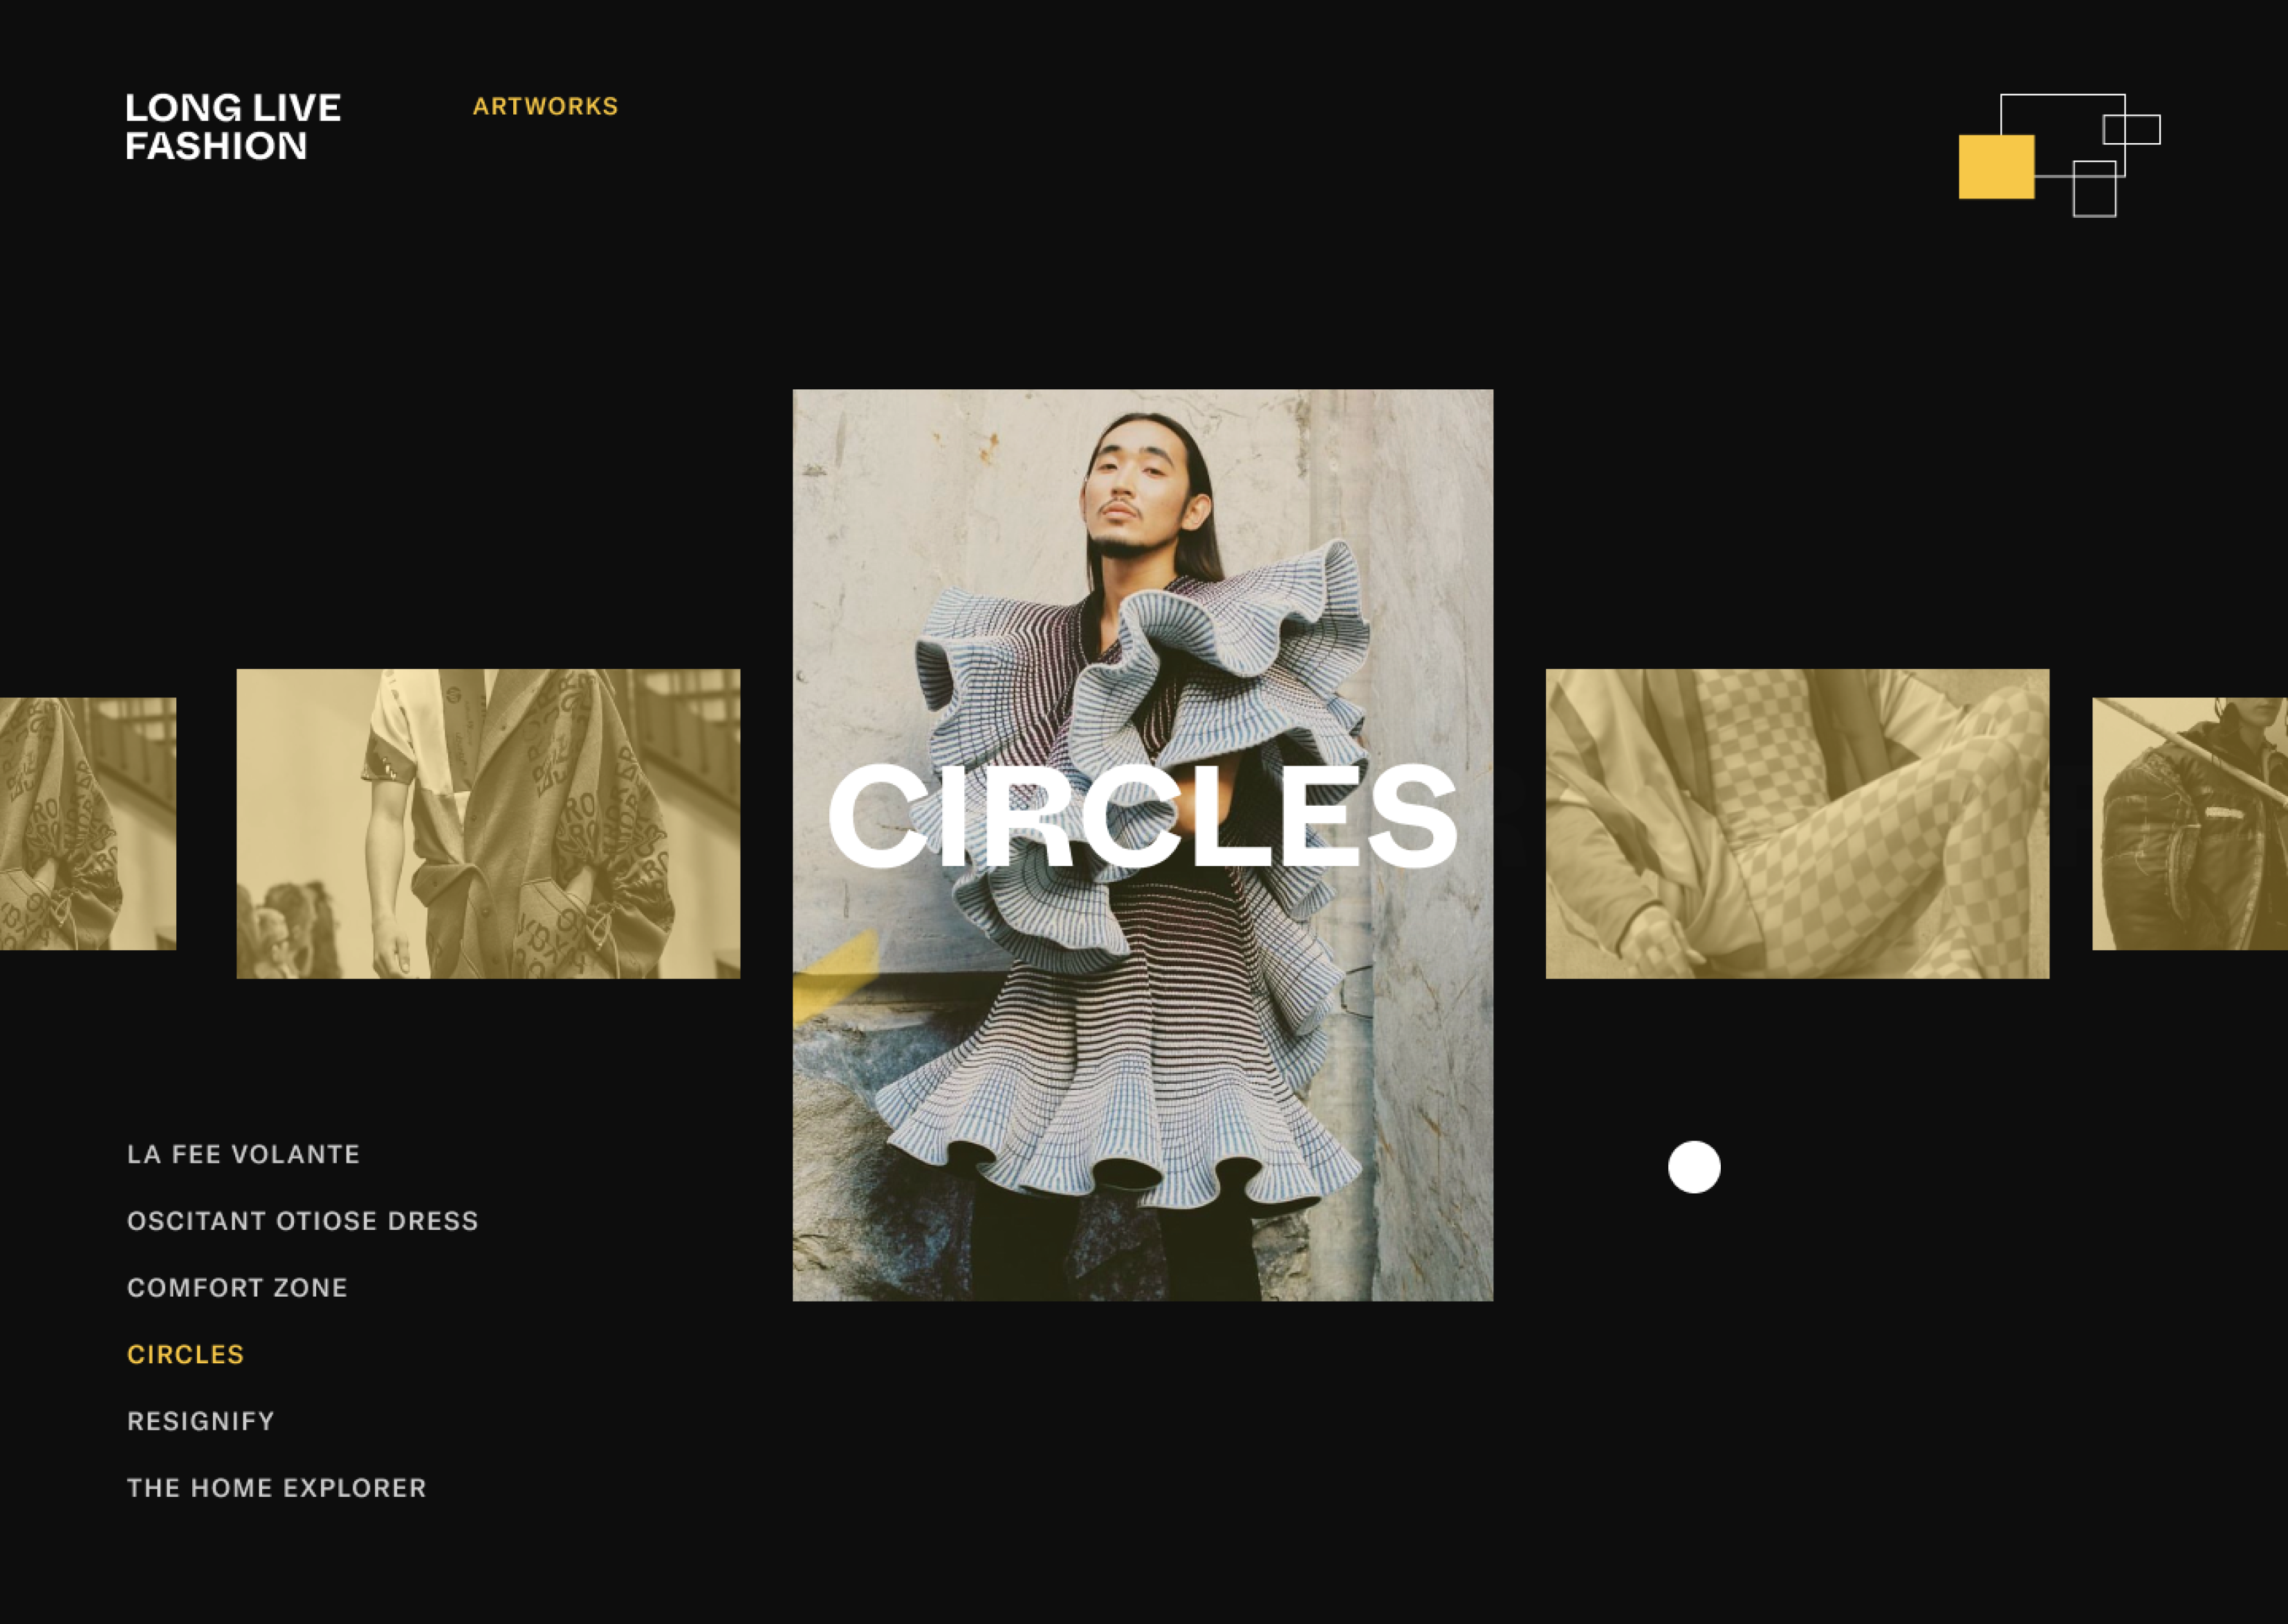 LONG LIVE
FASHION
ARTWORKS
CIRCLES
LA FEE VOLANTE
OSCITANT OTIOSE DRESS
COMFORT ZONE
CIRCLES
RESIGNIFY
THE HOME EXPLORER